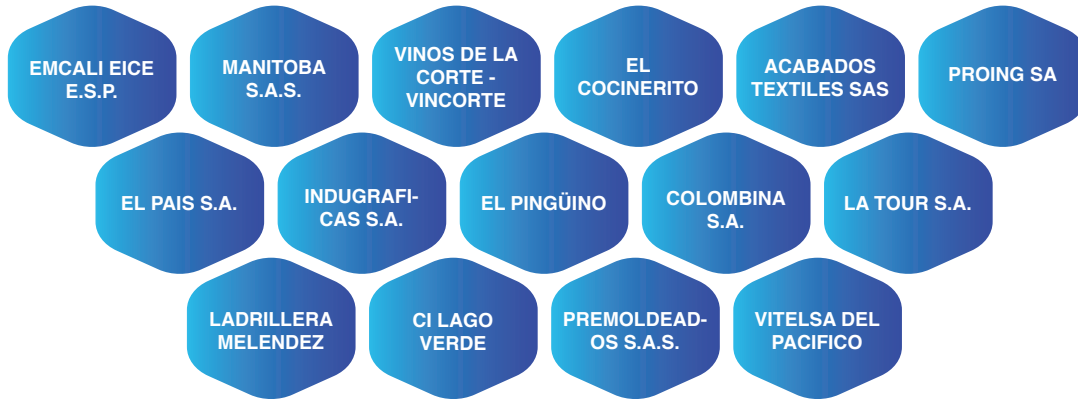 EMCALI EICE
E.S.P.
MANITOBA
S.A.S.
VINOS DE LA
CORTE -
VINCORTE
EL
COCINERITO
ACABADOS
TEXTILES SAS
PROING SA
EL PAIS S.A.
INDUGRAFI-
CAS S.A.
EL PINGÜINO
COLOMBINA
S.A.
LA TOUR S.A.
LADRILLERA
MELENDEZ
CI LAGO
VERDE
PREMOLDEAD-
OS S.A.S.
VITELSA DEL
PACIFICO